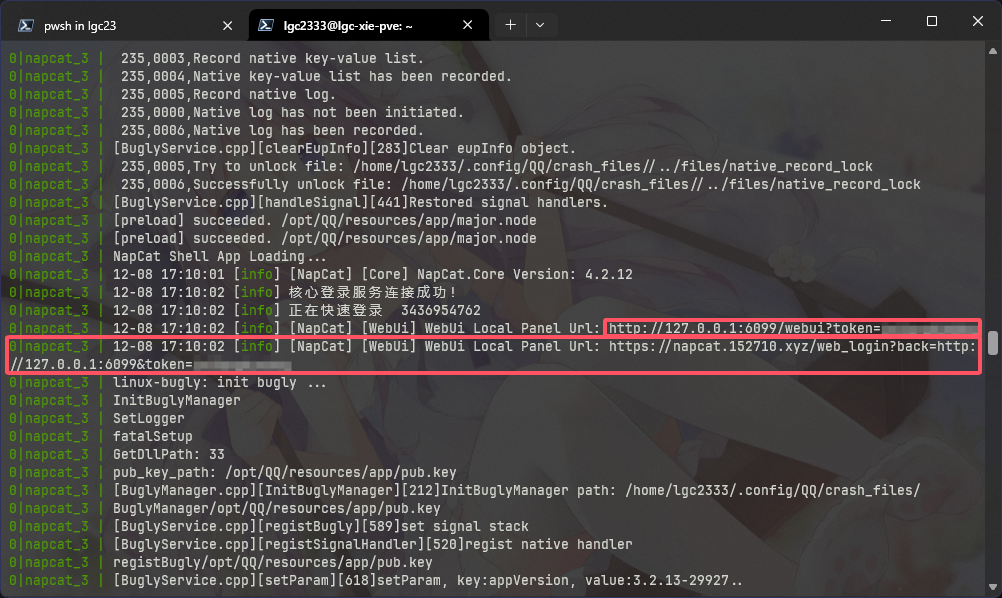 pwsh in lgc23
lgc2333@lgc-xie-pve: ~
0|napcat_3 |  235,0003,Record native key-value list.
0|napcat_3 |  235,0004,Native key-value list has been recorded.
0|napcat_3 |  235,0005,Record native log.
0|napcat_3 |  235,0000,Native log has not been initiated.
0|napcat_3 |  235,0006,Native log has been recorded.
0|napcat_3 | [BuglyService.cpp][clearEupInfo][283]Clear eupInfo object.
0|napcat_3 |  235,0005,Try to unlock file: /home/lgc2333/.config/QQ/crash_files//../files/native_record_lock
0|napcat_3 |  235,0006,Successfully unlock file: /home/lgc2333/.config/QQ/crash_files//../files/native_record_lock
0|napcat_3 | [BuglyService.cpp][handleSignal][441]Restored signal handlers.
0|napcat_3 | [preload] succeeded. /opt/QQ/resources/app/major.node
0|napcat_3 | [preload] succeeded. /opt/QQ/resources/app/major.node
0|napcat_3 | NapCat Shell App Loading...
0|napcat_3 | 12-08 17:10:01 [info] [NapCat] [Core] NapCat.Core Version: 4.2.12
0|napcat_3 | 12-08 17:10:02 [info] 核心登录服务连接成功!
0|napcat_3 | 12-08 17:10:02 [info] 正在快速登录  3436954762
0|napcat_3 | 12-08 17:10:02 [info] [NapCat] [WebUi] WebUi Local Panel Url: http://127.0.0.1:6099/webui?token=
0|napcat_3 | 12-08 17:10:02 [info] [NapCat] [WebUi] WebUi Local Panel Url: https://napcat.152710.xyz/web_login?back=http:
//127.0.0.1:6099&token=
0|napcat_3 | linux-bugly: init bugly ...
0|napcat_3 | InitBuglyManager
0|napcat_3 | SetLogger
0|napcat_3 | fatalSetup
0|napcat_3 | GetDllPath: 33
0|napcat_3 | pub_key_path: /opt/QQ/resources/app/pub.key
0|napcat_3 | [BuglyManager.cpp][InitBuglyManager][212]InitBuglyManager path: /home/lgc2333/.config/QQ/crash_files/
0|napcat_3 | BuglyManager/opt/QQ/resources/app/pub.key
0|napcat_3 | [BuglyService.cpp][registBugly][589]set signal stack
0|napcat_3 | [BuglyService.cpp][registSignalHandler][520]regist native handler
0|napcat_3 | registBugly/opt/QQ/resources/app/pub.key
0|napcat_3 | [BuglyService.cpp][setParam][618]setParam, key:appVersion, value:3.2.13-29927..